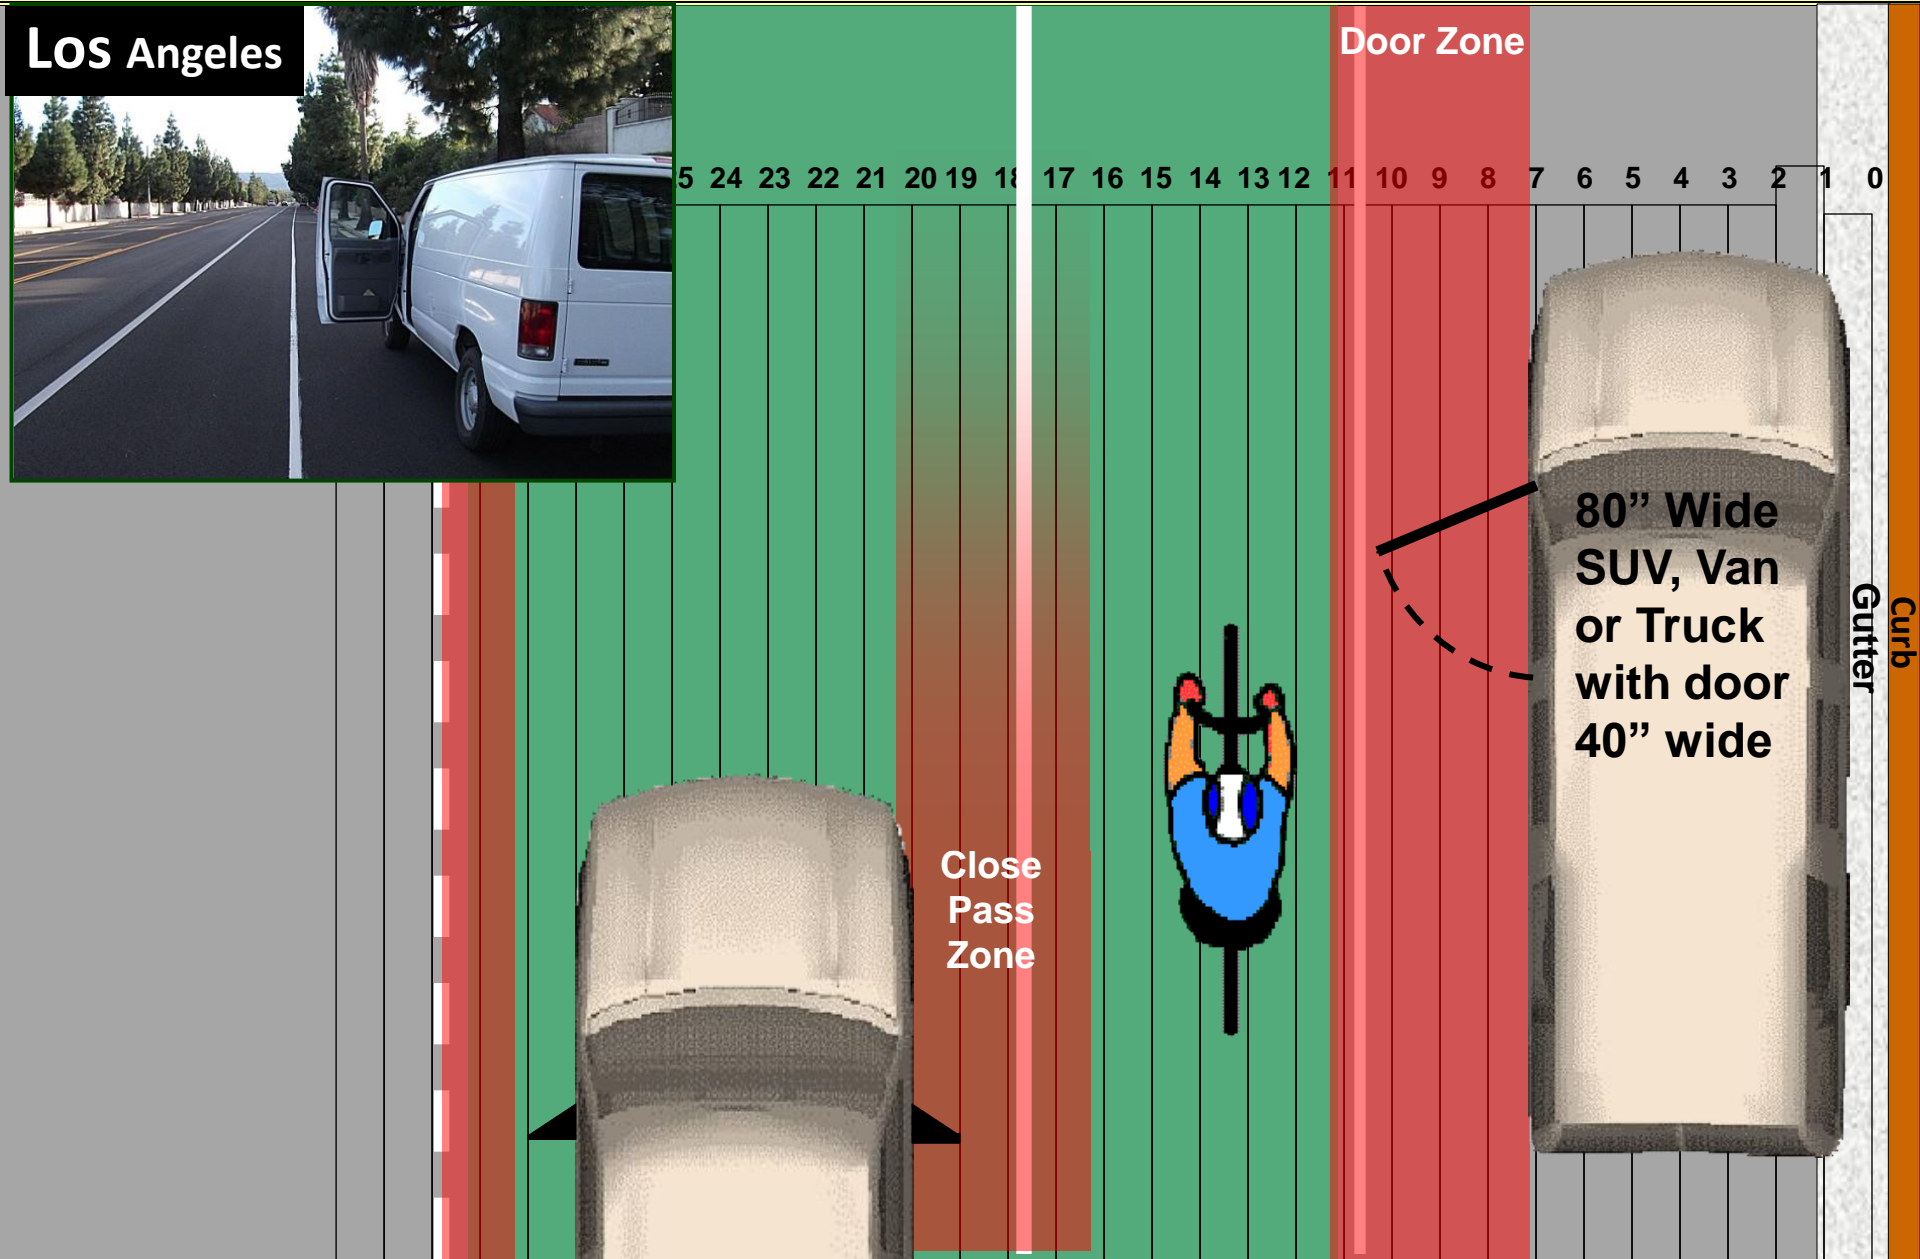 Los Angeles
Door Zone
24 23 22 21 20 19 18 17 16 15 14 13 12 11 10 9 8 7 6 5 4 3 2 1 0
80” Wide
SUV, Van
or Truck
with door
40” wide
Gutter
Curb
Close
Pass
Zone